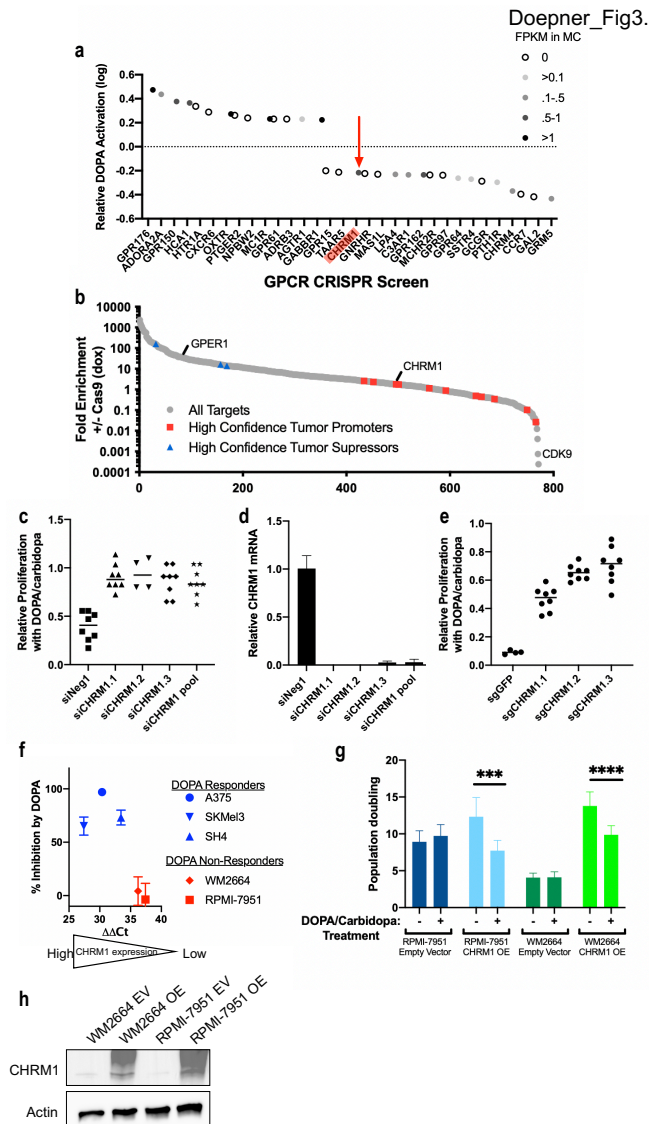 Doepner_Fig3.
FPKM in MC
0
>0.1
.1-.5
.5-1
>1
a
Relative DOPA Activation (log)
0.6
0.4
0.2
0.0
-0.2
-0.4
-0.6
GPR176
ADORA2A
GPR150
HCA1
HTR1A
CXCR6
OXTR
PTGER2
NPBW2
MC1R
GPR61
ADRB3
AGTR1
GABBR1
GPR15
TAAR5
CHRM1
GNRHR
MAS1L
LPA4
C3AR1
GPR162
MCHR2R
GPR97
GPR64
SSTR4
GCGR
PTH1R
CHRM4
CCR7
GAL2
GRM5
GPCR CRISPR Screen
b
Fold Enrichment
+/- Cas9 (dox)
10000
1000
100
10
1
0.1
0.01
0.001
0.0001
GPER1
CHRM1
CDK9
All Targets
High Confidence Tumor Promoters
High Confidence Tumor Supressors
0
200
400
600
800
c
Relative Proliferation
with DOPA/carbidopa
1.5
1.0
0.5
0.0
siNeg1
siCHRM1.1
siCHRM1.2
siCHRM1.3
siCHRM1 pool
d
Relative CHRM1 mRNA
1.5
1.0
0.5
0.0
siNeg1
siCHRM1.1
siCHRM1.2
siCHRM1.3
siCHRM1 pool
e
Relative Proliferation
with DOPA/carbidopa
1.0
0.8
0.6
0.4
0.2
0.0
sgGFP
sgCHRM1.1
sgCHRM1.2
sgCHRM1.3
f
% Inhibition by DOPA
100
50
0
25
30
35
40
ΔΔCt
High
CHRM1 expression
Low
DOPA Responders
A375
SKMel3
SH4
DOPA Non-Responders
WM2664
RPMI-7951
g
Population doubling
20
15
10
5
0
***
****
DOPA/Carbidopa:
Treatment
- + - + - + - +
RPMI-7951
Empty Vector
RPMI-7951
CHRM1 OE
WM2664
Empty Vector
WM2664
CHRM1 OE
h
WM2664 EV
WM2664 OE
RPMI-7951 EV
RPMI-7951 OE
CHRM1
Actin